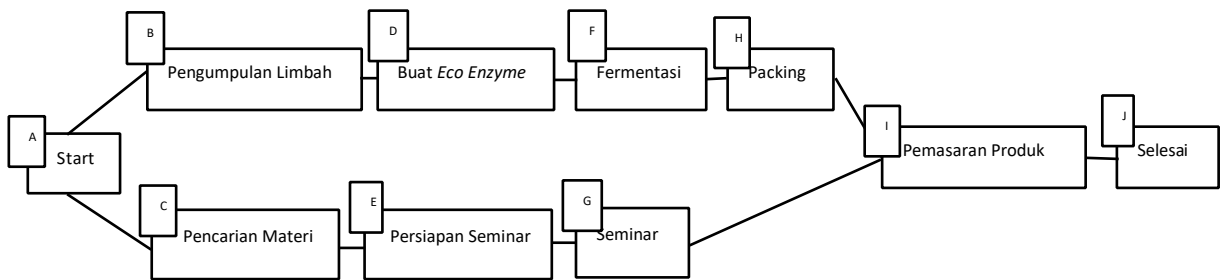 B
Pengumpulan Limbah
D
Buat Eco Enzyme
F
Fermentasi
H
Packing
A
Start
I
Pemasaran Produk
J
Selesai
C
Pencarian Materi
E
Persiapan Seminar
G
Seminar